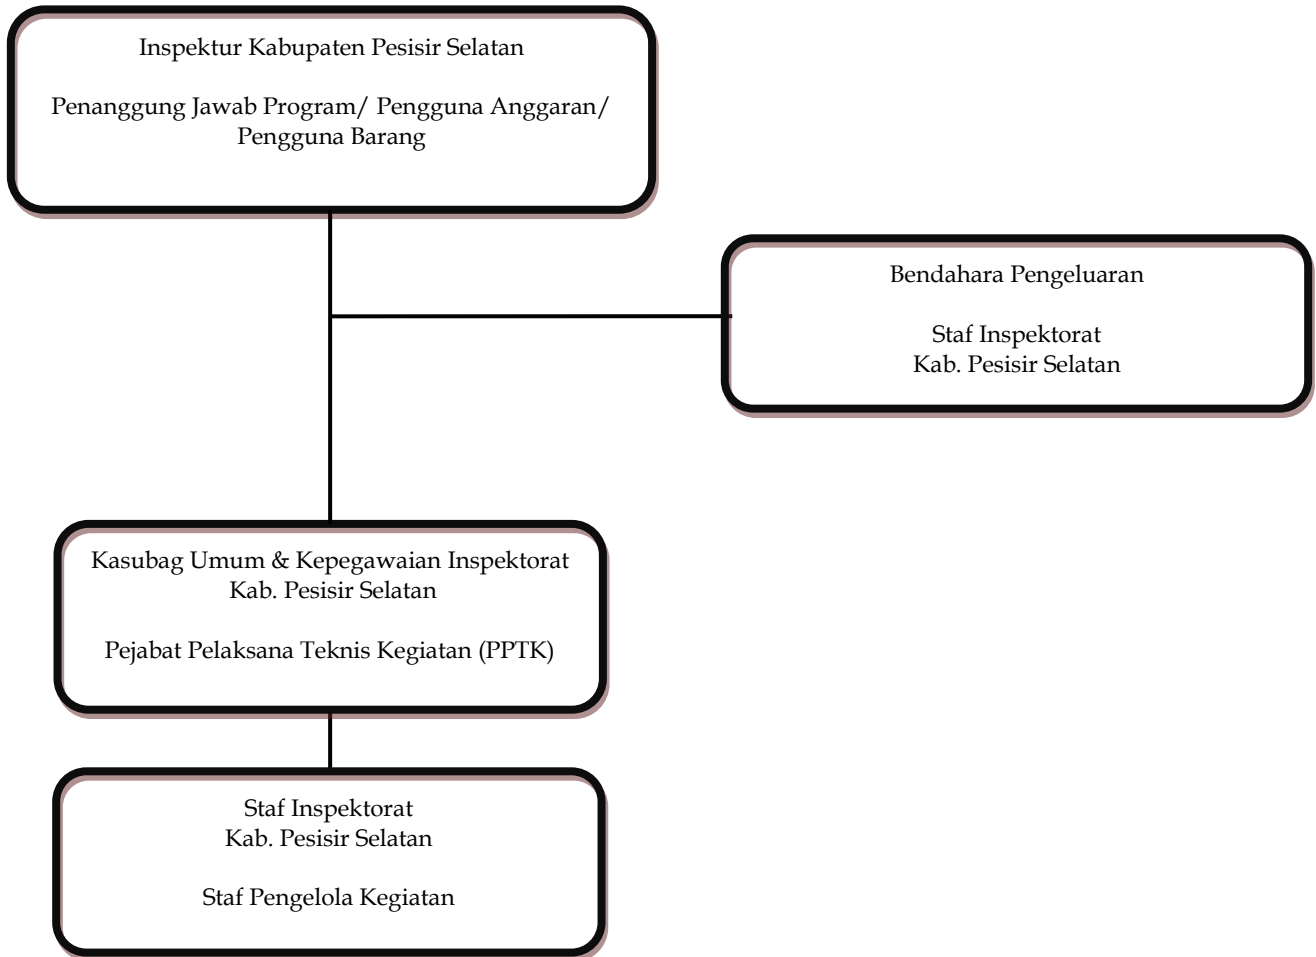 Inspektur Kabupaten Pesisir Selatan
Penanggung Jawab Program/ Pengguna Anggaran/
Pengguna Barang
Bendahara Pengeluaran
Staf Inspektorat
Kab. Pesisir Selatan
Kasubag Umum & Kepegawaian Inspektorat
Kab. Pesisir Selatan
Pejabat Pelaksana Teknis Kegiatan (PPTK)
Staf Inspektorat
Kab. Pesisir Selatan
Staf Pengelola Kegiatan